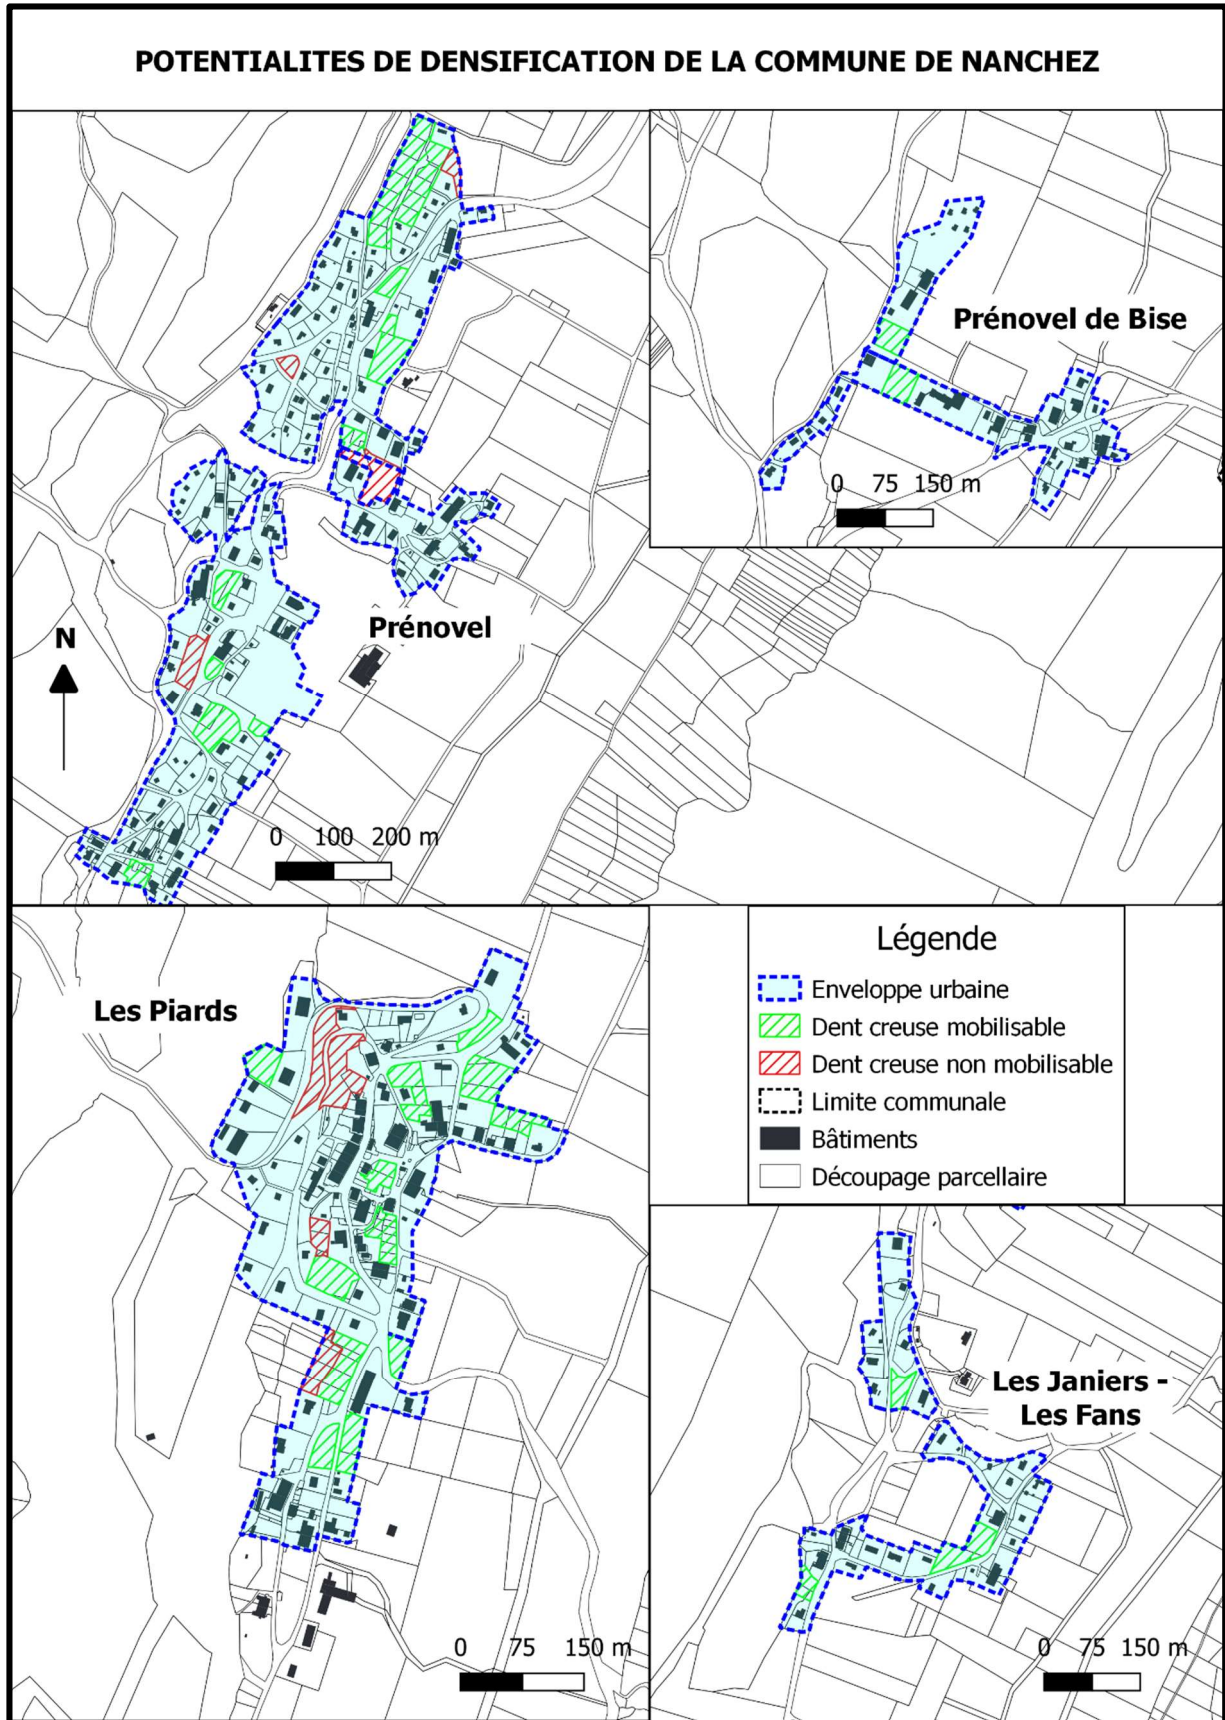 POTENTIALITES DE DENSIFICATION DE LA COMMUNE DE NANCHEZ
Prénovel de Bise
0 75 150 m
Prénovel
N
0 100 200 m
Les Piards
Légende
Enveloppe urbaine
Dent creuse mobilisable
Dent creuse non mobilisable
Limite communale
Bâtiments
Découpage parcellaire
Les Janiers -
Les Fans
0 75 150 m
0 75 150 m